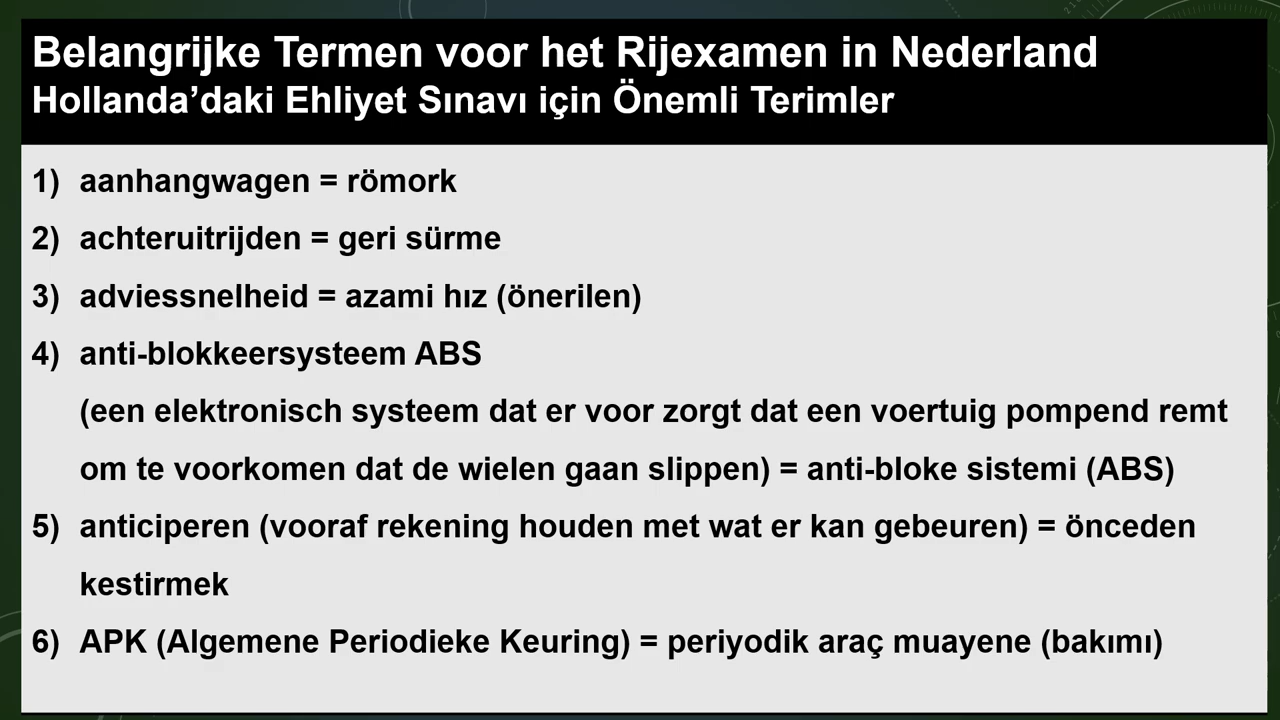 Belangrijke Termen voor het Rijexamen in Nederland
Hollanda’daki Ehliyet Sınavı için Önemli Terimler
1) aanhangwagen = römork
2) achteruitrijden = geri sürme
3) adviessnelheid = azami hız (önerilen)
4) anti-blokkeersysteem ABS
(een elektronisch systeem dat er voor zorgt dat een voertuig pompend remt
om te voorkomen dat de wielen gaan slippen) = anti-bloke sistemi (ABS)
5) anticiperen (vooraf rekening houden met wat er kan gebeuren) = önceden
kestirmek
6) APK (Algemene Periodieke Keuring) = periyodik araç muayene (bakımı)